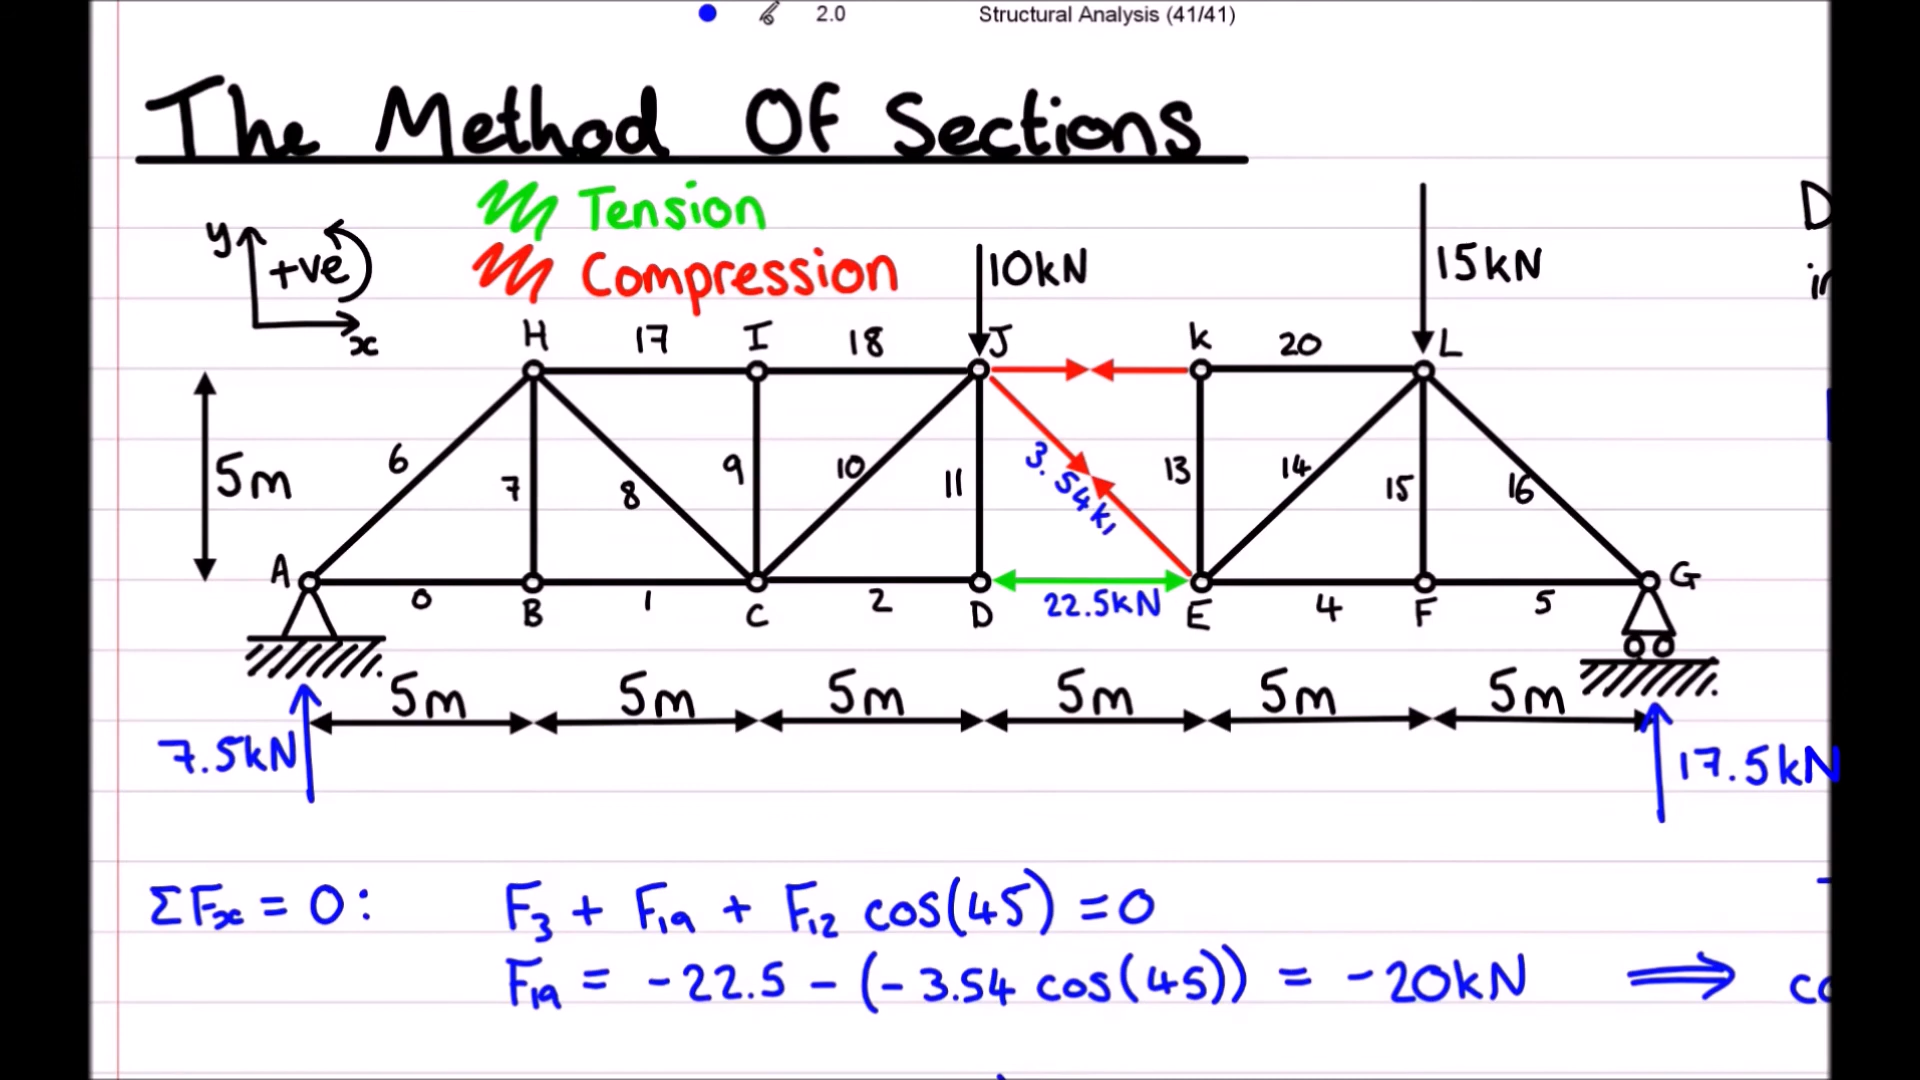 2.0 Structural Analysis (41/41)
The Method Of Sections
Tension
Compression
y
+ve
x
10kN
15kN
D
H 17 I 18 J K 20 L
5m
6 7 8 9 10 11 3.54k 13 14 15 16
A 0 B 1 C 2 D 22.5kN E 4 F 5 G
5m 5m 5m 5m 5m 5m
7.5kN
17.5kN
ΣFx = 0: F3 + F19 + F12 cos(45) = 0
F19 = -22.5 - (-3.54 cos(45)) = -20kN ⟹ co